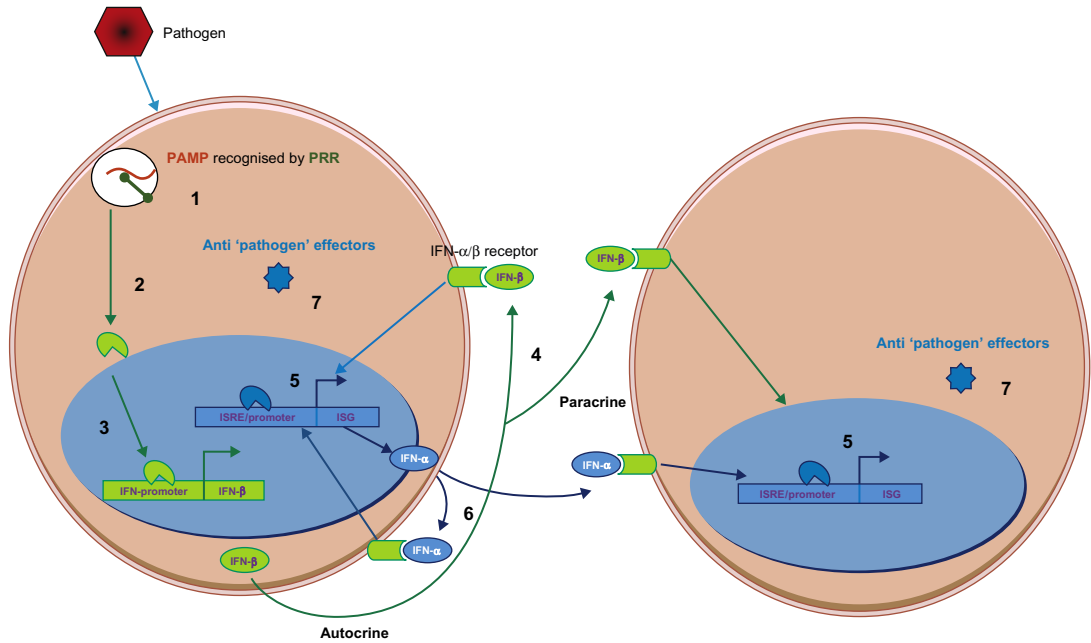 Pathogen
PAMP recognised by PRR
1
Anti ‘pathogen’ effectors
IFN-α/β receptor
IFN-β
IFN-β
2
7
4
Anti ‘pathogen’ effectors
7
5
ISRE/promoter
ISG
Paracrine
3
IFN-α
IFN-α
5
IFN-promoter
IFN-β
ISRE/promoter
ISG
6
IFN-α
IFN-β
Autocrine